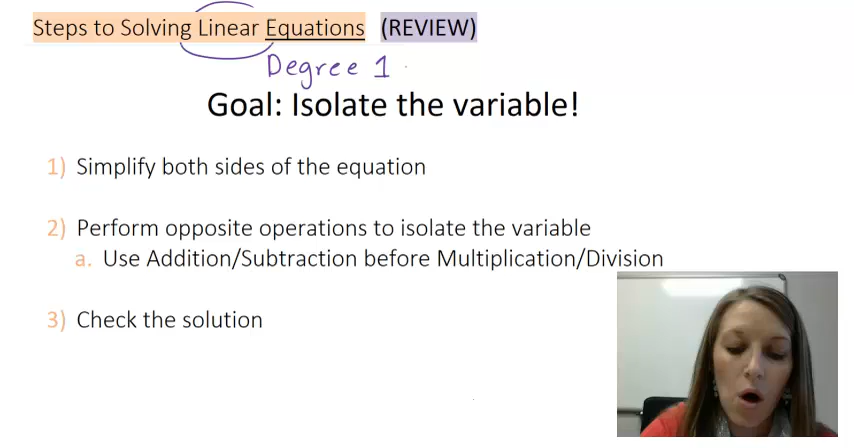 Steps to Solving Linear Equations (REVIEW)
Degree 1
Goal: Isolate the variable!
1) Simplify both sides of the equation
2) Perform opposite operations to isolate the variable
a. Use Addition/Subtraction before Multiplication/Division
3) Check the solution